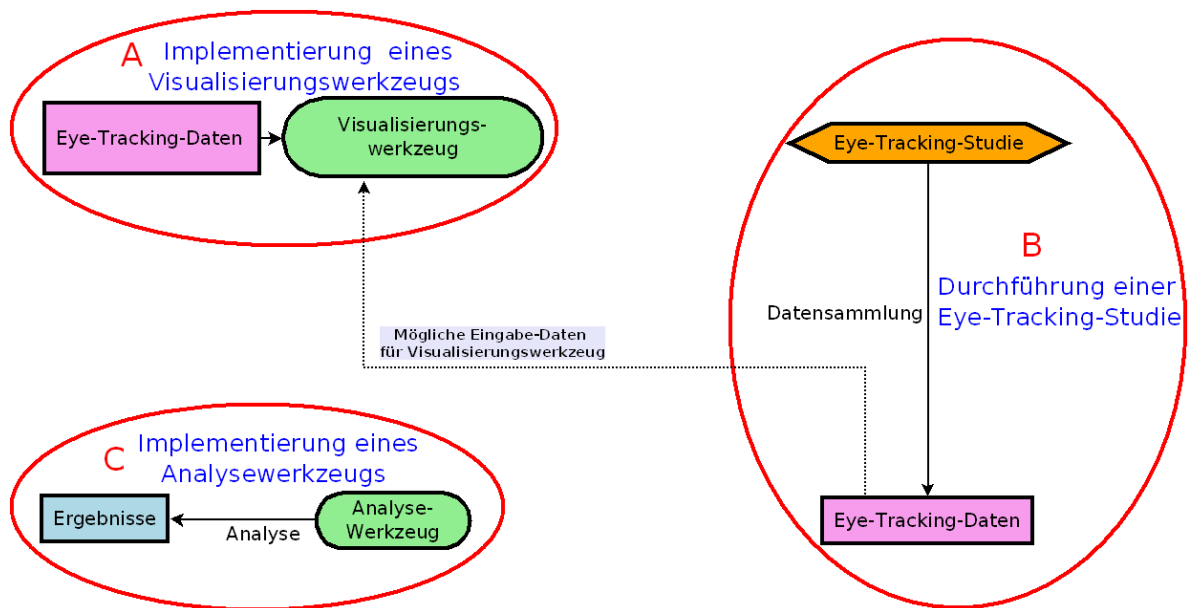 A
Implementierung eines
Visualisierungswerkzeugs
Eye-Tracking-Daten
Visualisierungs-
werkzeug
Eye-Tracking-Studie
B
Durchführung einer
Eye-Tracking-Studie
Datensammlung
Mögliche Eingabe-Daten
für Visualisierungswerkzeug
Eye-Tracking-Daten
C
Implementierung eines
Analysewerkzeugs
Ergebnisse
Analyse
Analyse-
Werkzeug